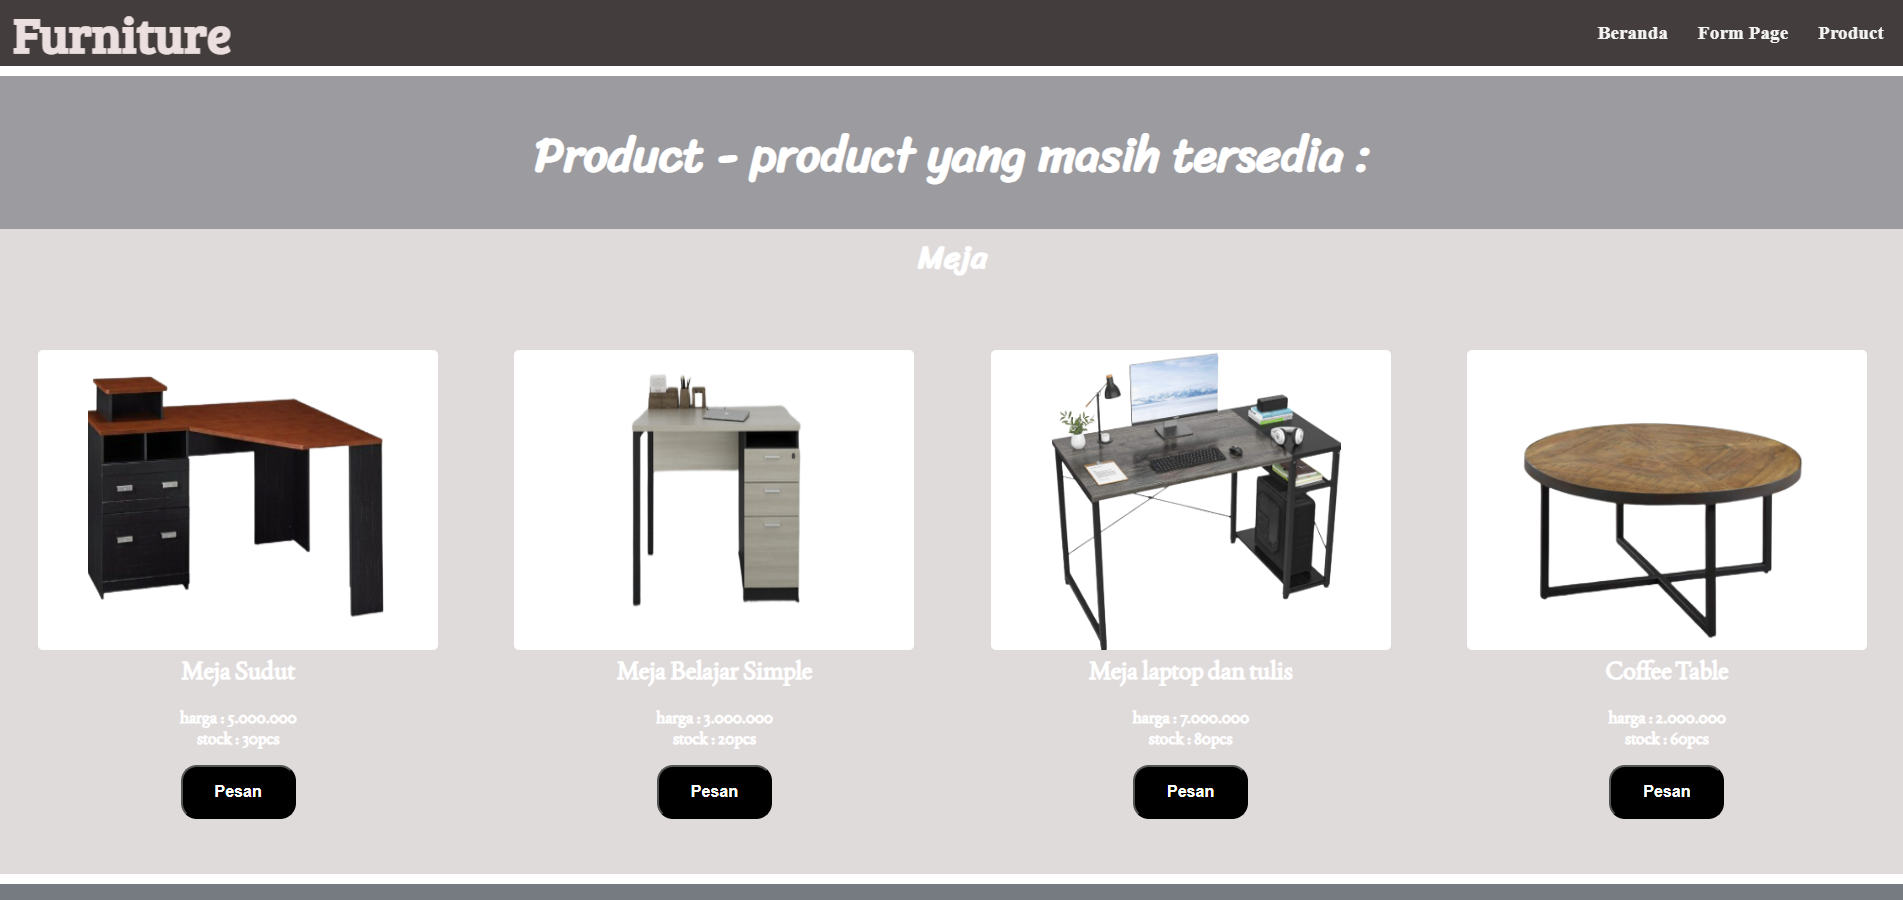 Furniture
Beranda Form Page Product
Product - product yang masih tersedia :
Meja
Meja Sudut
harga : 5.000.000
stock : 30pcs
Pesan
Meja Belajar Simple
harga : 3.000.000
stock : 20pcs
Pesan
Meja laptop dan tulis
harga : 7.000.000
stock : 80pcs
Pesan
Coffee Table
harga : 2.000.000
stock : 60pcs
Pesan